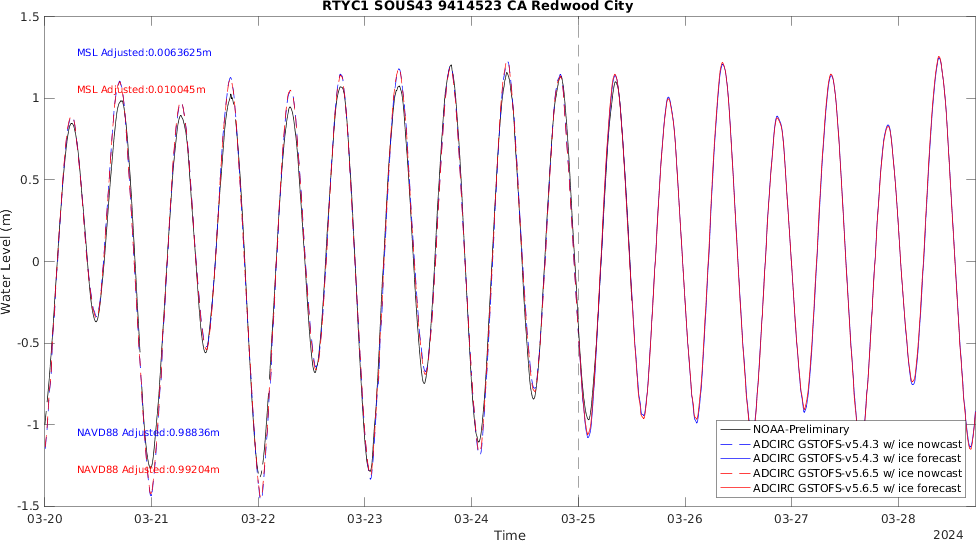 RTYC1 SOUS43 9414523 CA Redwood City
1.5
MSL Adjusted:0.0063625m
MSL Adjusted:0.010045m
1
0.5
0
Water Level (m)
-0.5
-1
NAVD88 Adjusted:0.98836m
NAVD88 Adjusted:0.99204m
-1.5
NOAA-Preliminary
ADCIRC GSTOFS-v5.4.3 w/ ice nowcast
ADCIRC GSTOFS-v5.4.3 w/ ice forecast
ADCIRC GSTOFS-v5.6.5 w/ ice nowcast
ADCIRC GSTOFS-v5.6.5 w/ ice forecast
03-20 03-21 03-22 03-23 03-24 03-25 03-26 03-27 03-28
Time
2024